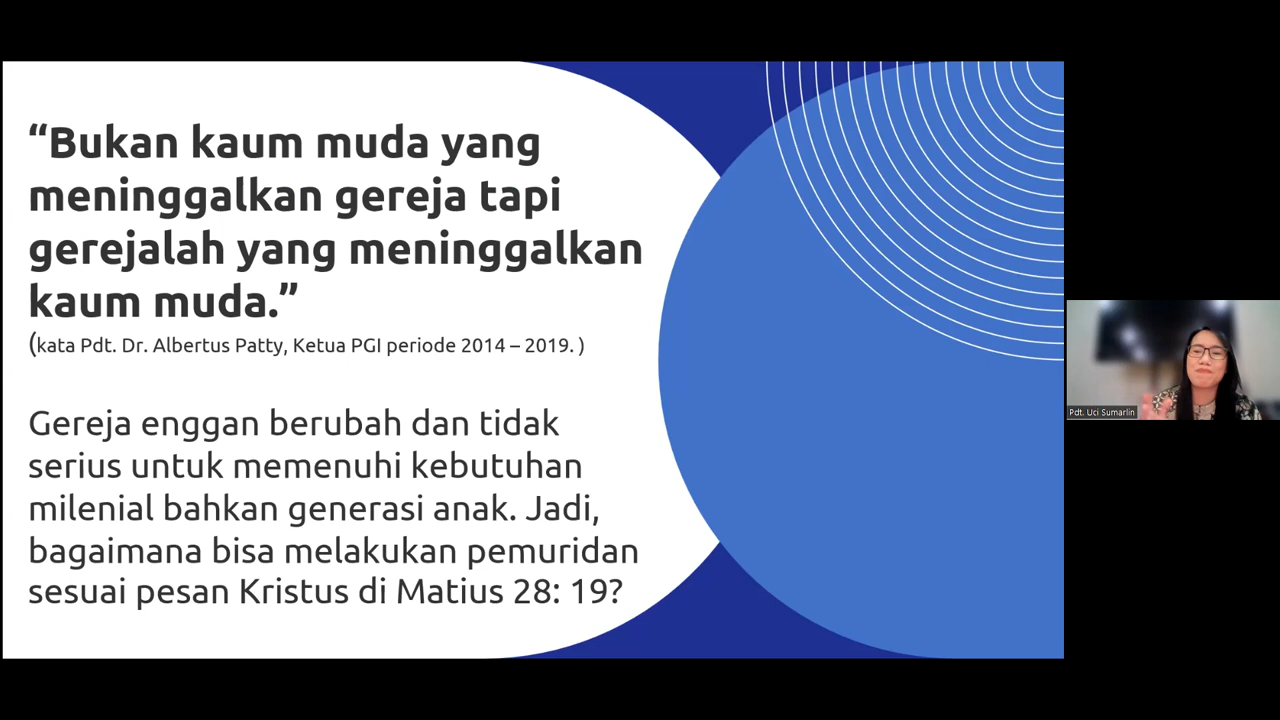 “Bukan kaum muda yang
meninggalkan gereja tapi
gerejalah yang meninggalkan
kaum muda.”
(kata Pdt. Dr. Albertus Patty, Ketua PGI periode 2014 – 2019. )
Gereja enggan berubah dan tidak
serius untuk memenuhi kebutuhan
milenial bahkan generasi anak. Jadi,
bagaimana bisa melakukan pemuridan
sesuai pesan Kristus di Matius 28: 19?
Pdt. Uci Sumarlin